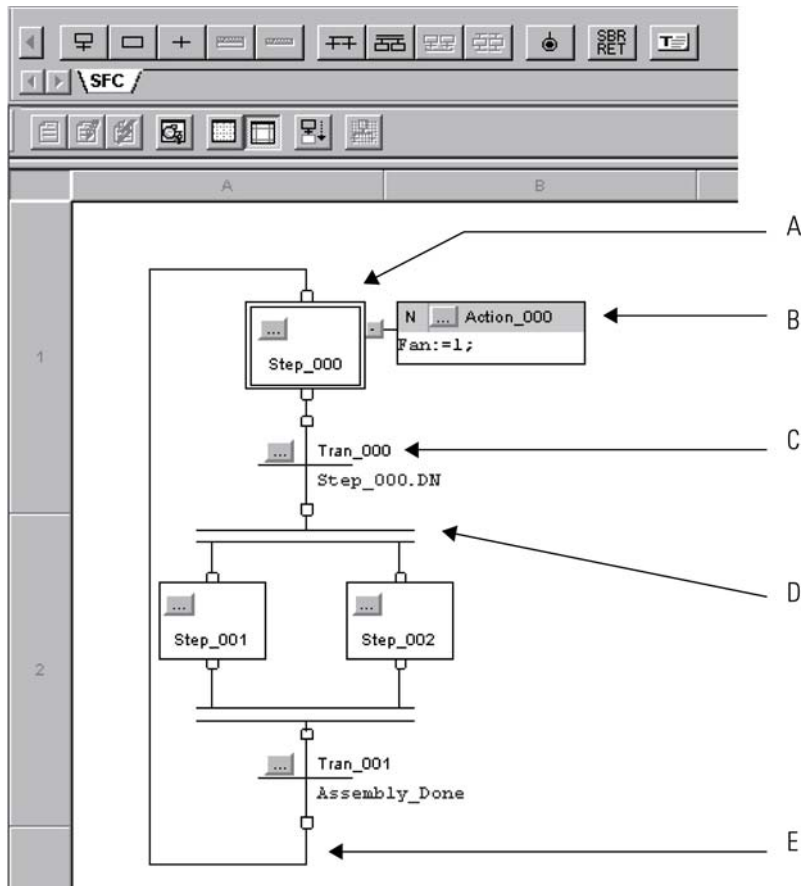 SBR
RET
T
SFC
A B
A
B
N ... Action_000
Fan:=1;
...
Step_000
1
C
... Tran_000
Step_000.DN
D
... ...
Step_001 Step_002
2
... Tran_001
Assembly_Done
E